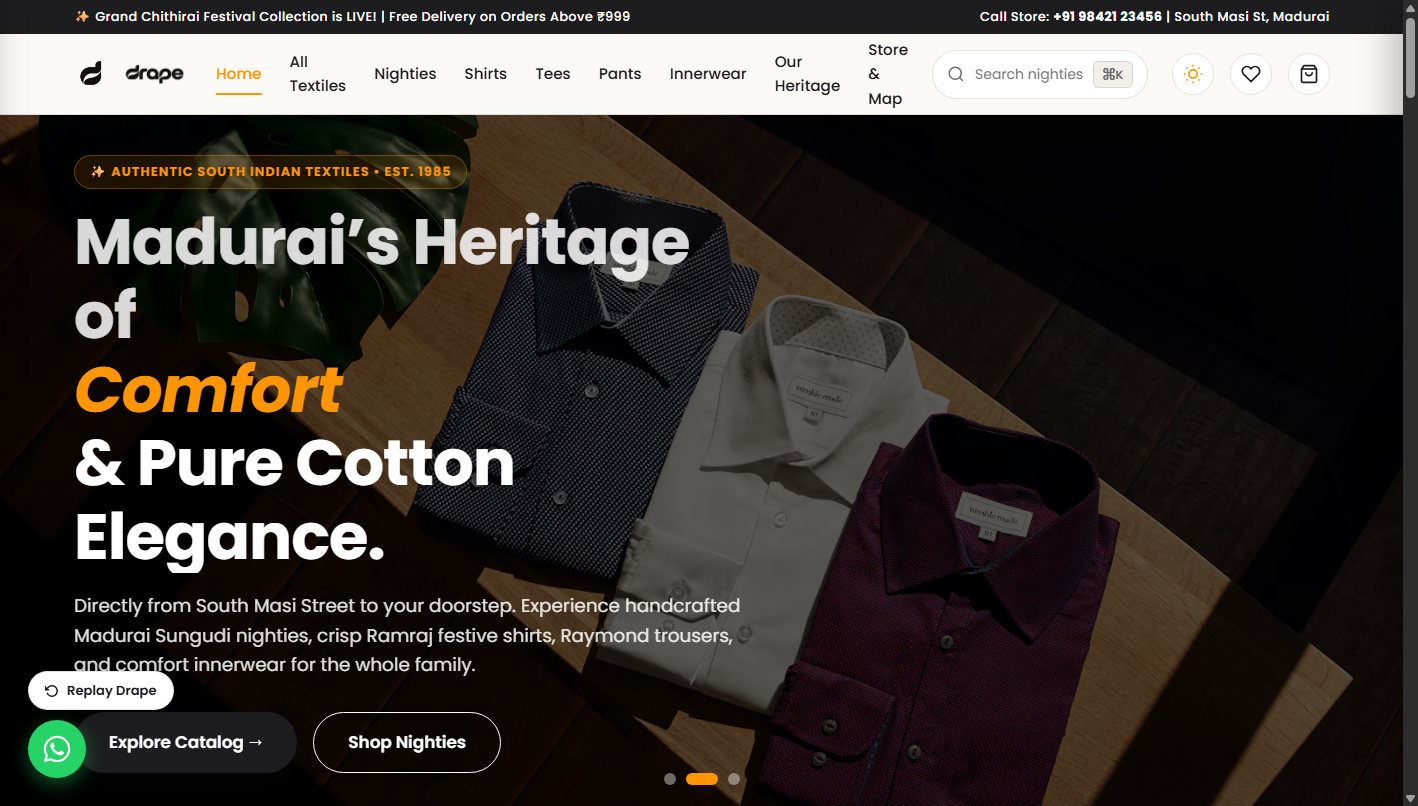 ✨ Grand Chithirai Festival Collection is LIVE! | Free Delivery on Orders Above ₹999
Call Store: +91 98421 23456 | South Masi St, Madurai
drape
Home
All
Textiles
Nighties
Shirts
Tees
Pants
Innerwear
Our
Heritage
Store
&
Map
Search nighties
⌘K
✨ AUTHENTIC SOUTH INDIAN TEXTILES • EST. 1985
Madurai’s Heritage
of
Comfort
& Pure Cotton
Elegance.
Directly from South Masi Street to your doorstep. Experience handcrafted
Madurai Sungudi nighties, crisp Ramraj festive shirts, Raymond trousers,
and comfort innerwear for the whole family.
Replay Drape
Explore Catalog →
Shop Nighties
nimble made
nimble made